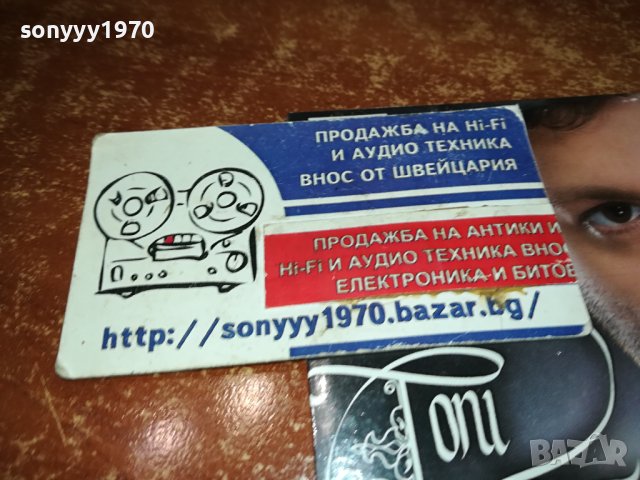 sonyyy1970
ПРОДАЖБА НА Hi-Fi
И АУДИО ТЕХНИКА
ВНОС ОТ ШВЕЙЦАРИЯ
ПРОДАЖБА НА АНТИКИ И
Hi-Fi И АУДИО ТЕХНИКА ВНОС
ЕЛЕКТРОНИКА И БИТОВ
http://sonyyy1970.bazar.bg/
Toni
BAZAR